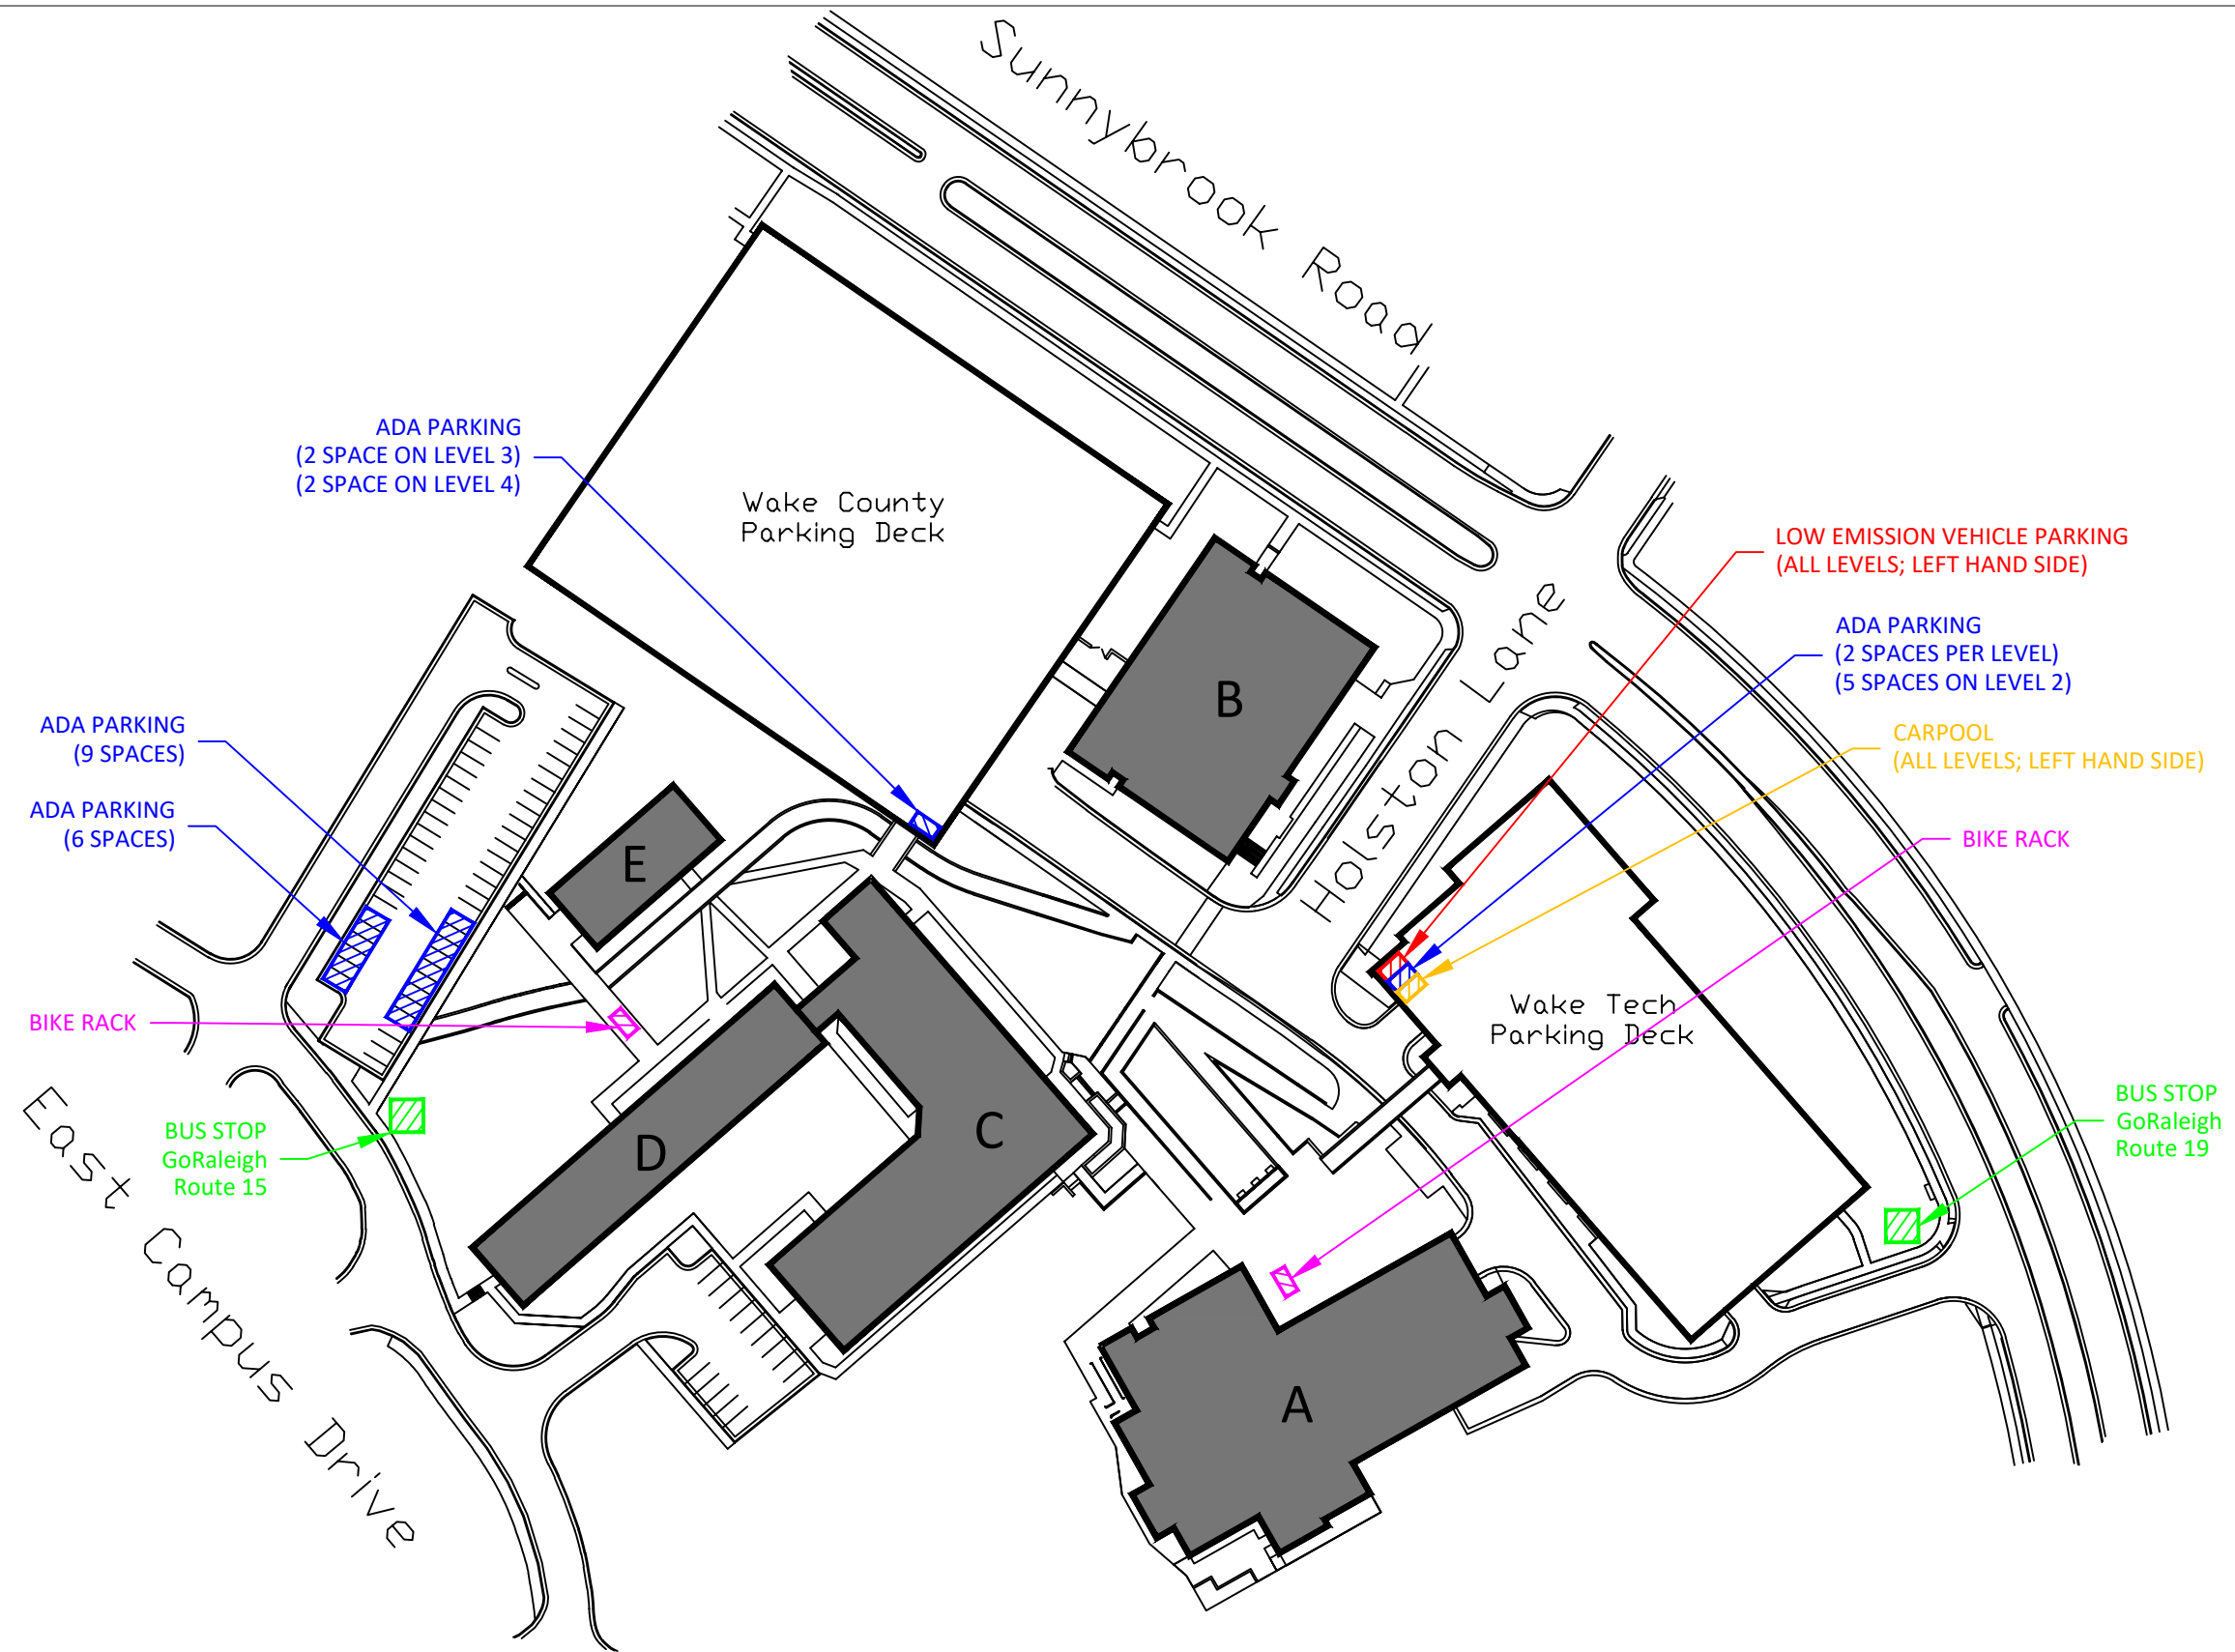 Sunnybrook Road
ADA PARKING
(2 SPACE ON LEVEL 3)
(2 SPACE ON LEVEL 4)
Wake County
Parking Deck
LOW EMISSION VEHICLE PARKING
(ALL LEVELS; LEFT HAND SIDE)
ADA PARKING
(2 SPACES PER LEVEL)
(5 SPACES ON LEVEL 2)
B
Holston Lane
ADA PARKING
(9 SPACES)
CARPOOL
(ALL LEVELS; LEFT HAND SIDE)
ADA PARKING
(6 SPACES)
BIKE RACK
E
Wake Tech
Parking Deck
BIKE RACK
BUS STOP
GoRaleigh
Route 19
BUS STOP
GoRaleigh
Route 15
D
C
East Campus Drive
A